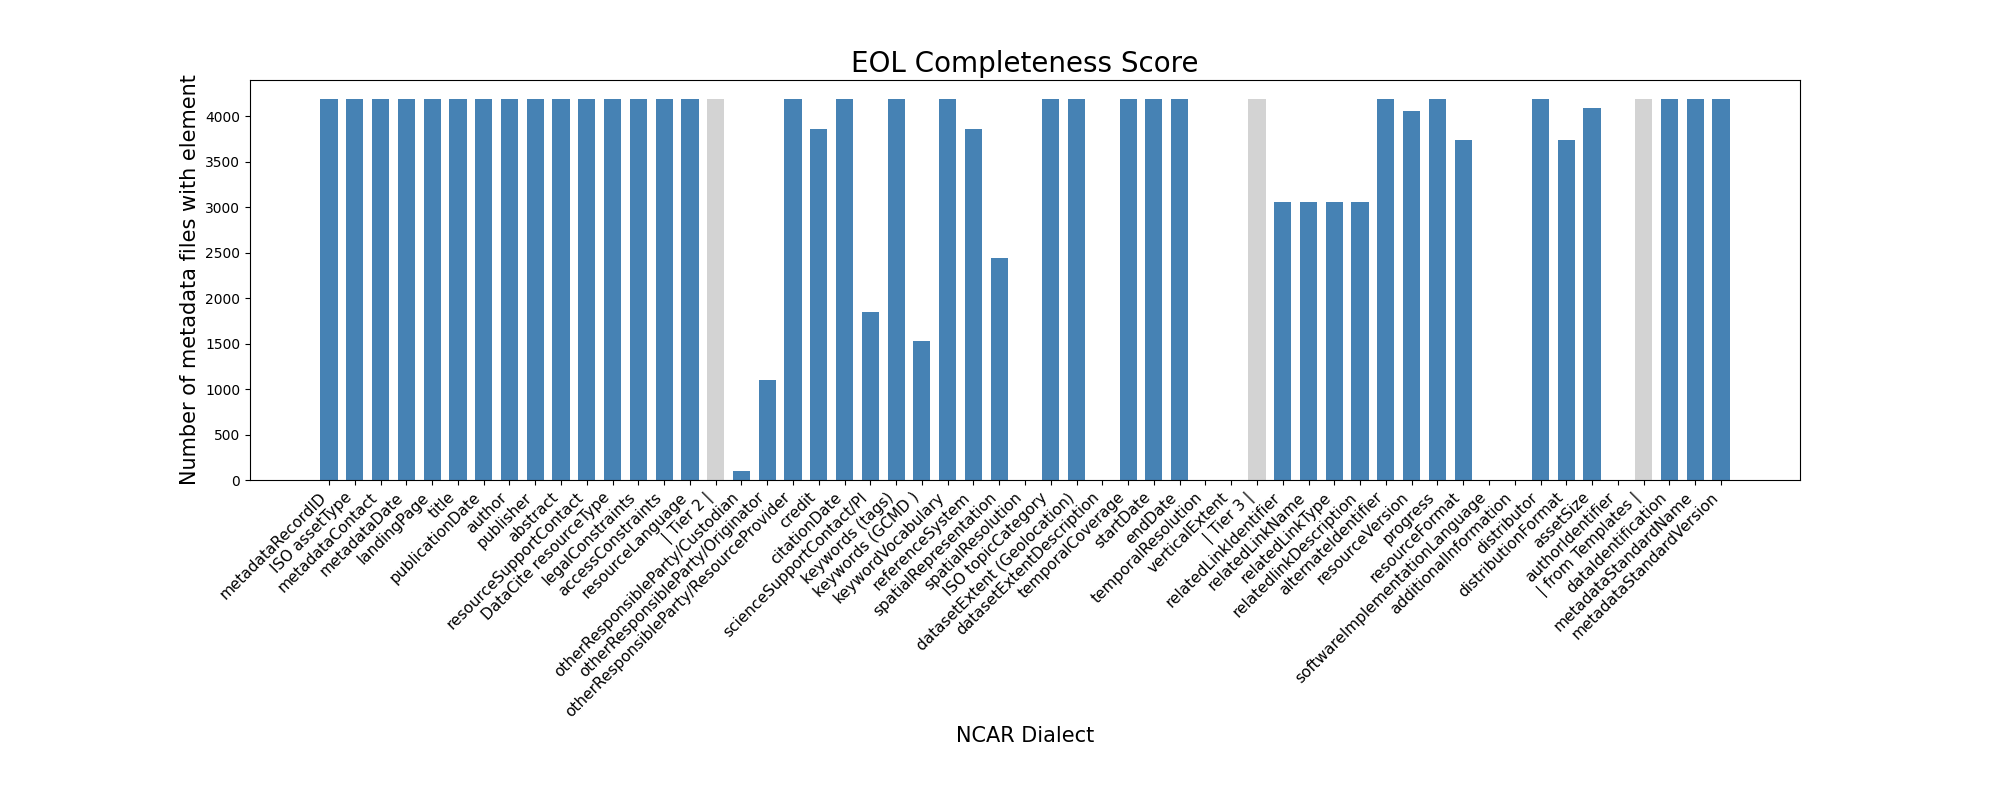 EOL Completeness Score
Number of metadata files with element
4000
3500
3000
2500
2000
1500
1000
500
0
metadataRecordID
ISO assetType
metadataContact
metadataDate
landingPage
title
publicationDate
author
publisher
abstract
resourceSupportContact
DataCite resourceType
legalConstraints
accessConstraints
resourceLanguage
| Tier 2 |
otherResponsibleParty/Custodian
otherResponsibleParty/Originator
otherResponsibleParty/ResourceProvider
credit
citationDate
scienceSupportContact/PI
keywords (tags)
keywords (GCMD )
keywordVocabulary
referenceSystem
spatialRepresentation
spatialResolution
ISO topicCategory
datasetExtent (Geolocation)
datasetExtentDescription
temporalCoverage
startDate
endDate
temporalResolution
verticalExtent
| Tier 3 |
relatedLinkIdentifier
relatedLinkName
relatedLinkType
relatedlinkDescription
alternateIdentifier
resourceVersion
progress
resourceFormat
softwareImplementationLanguage
additionalInformation
distributor
distributionFormat
assetSize
authorIdentifier
| from Templates |
dataIdentification
metadataStandardName
metadataStandardVersion
NCAR Dialect